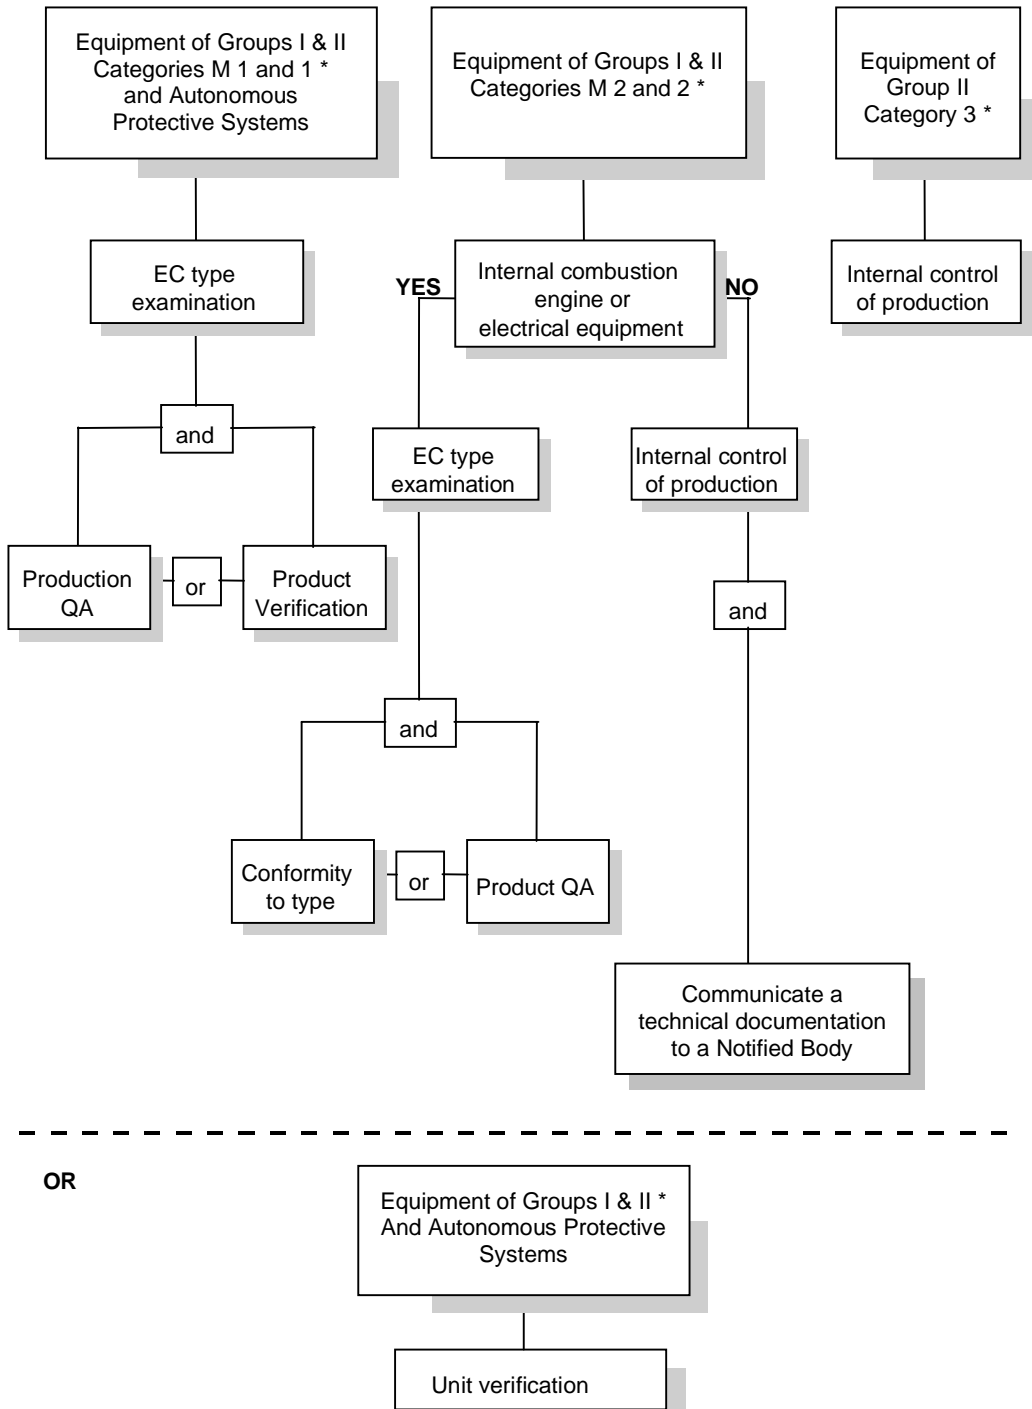 Equipment of Groups I & II
Categories M 1 and 1 *
and Autonomous
Protective Systems
Equipment of Groups I & II
Categories M 2 and 2 *
Equipment of
Group II
Category 3 *
EC type
examination
YES
Internal combustion
engine or
electrical equipment
NO
Internal control
of production
and
EC type
examination
Internal control
of production
Production
QA
or
Product
Verification
and
and
Conformity
to type
or
Product QA
Communicate a
technical documentation
to a Notified Body
OR
Equipment of Groups I & II *
And Autonomous Protective
Systems
Unit verification